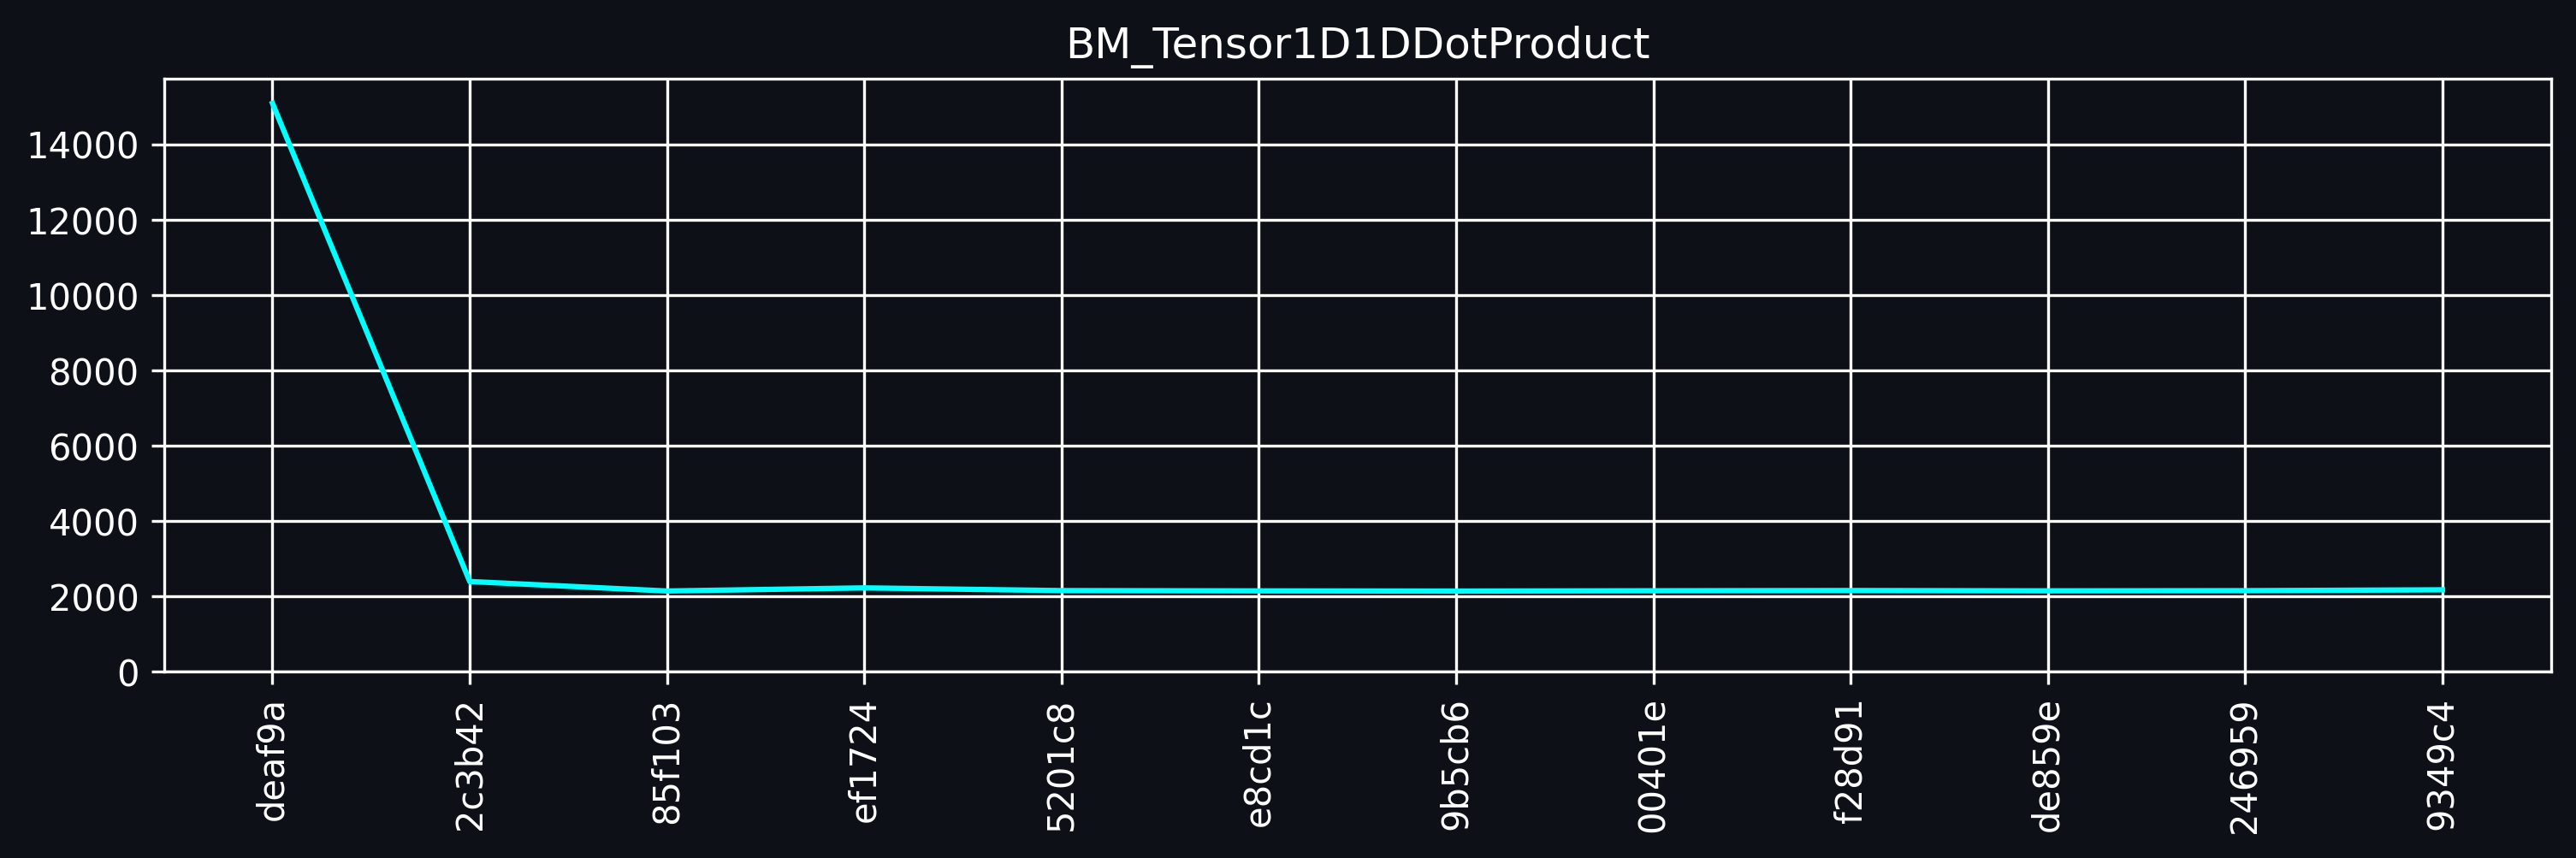 BM_Tensor1D1DDotProduct
14000
12000
10000
8000
6000
4000
2000
0
deaf9a
2c3b42
85f103
ef1724
5201c8
e8cd1c
9b5cb6
00401e
f28d91
de859e
246959
9349c4